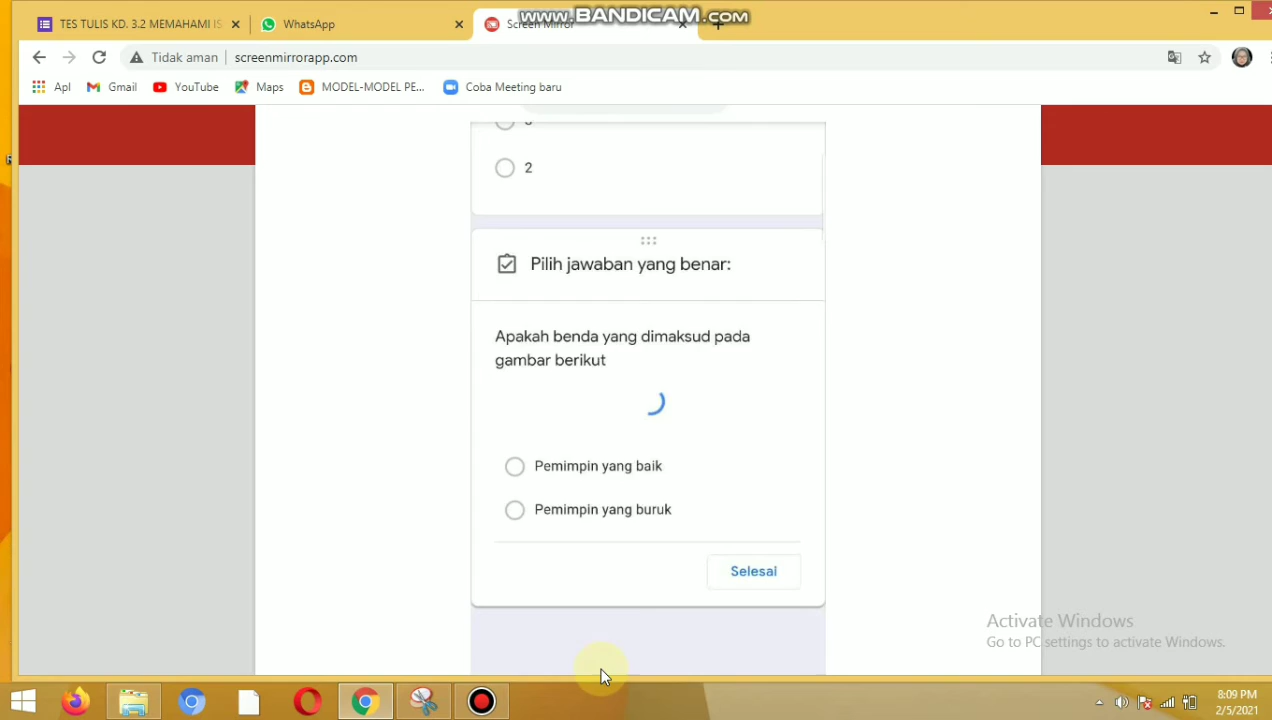 www.BANDICAM.com
TES TULIS KD. 3.2 MEMAHAMI IS
WhatsApp
Screen Mirror
Tidak aman
screenmirrorapp.com
Apl
Gmail
YouTube
Maps
MODEL-MODEL PE...
Coba Meeting baru
2
Pilih jawaban yang benar:
Apakah benda yang dimaksud pada
gambar berikut
Pemimpin yang baik
Pemimpin yang buruk
Selesai
Activate Windows
Go to PC settings to activate Windows.
8:09 PM
2/5/2021